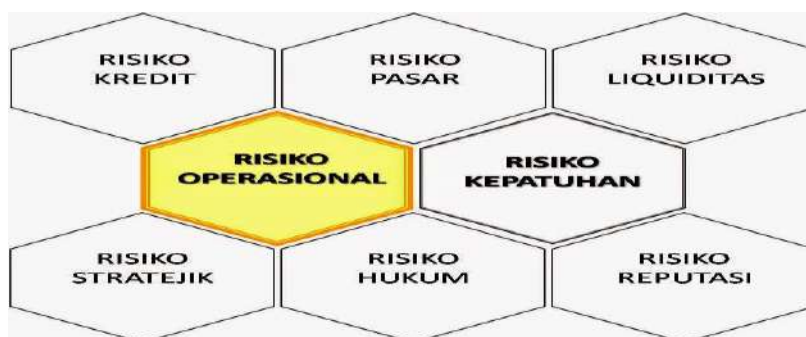 RISIKO
KREDIT
RISIKO
PASAR
RISIKO
LIQUIDITAS
RISIKO
OPERASIONAL
RISIKO
KEPATUHAN
RISIKO
STRATEJIK
RISIKO
HUKUM
RISIKO
REPUTASI